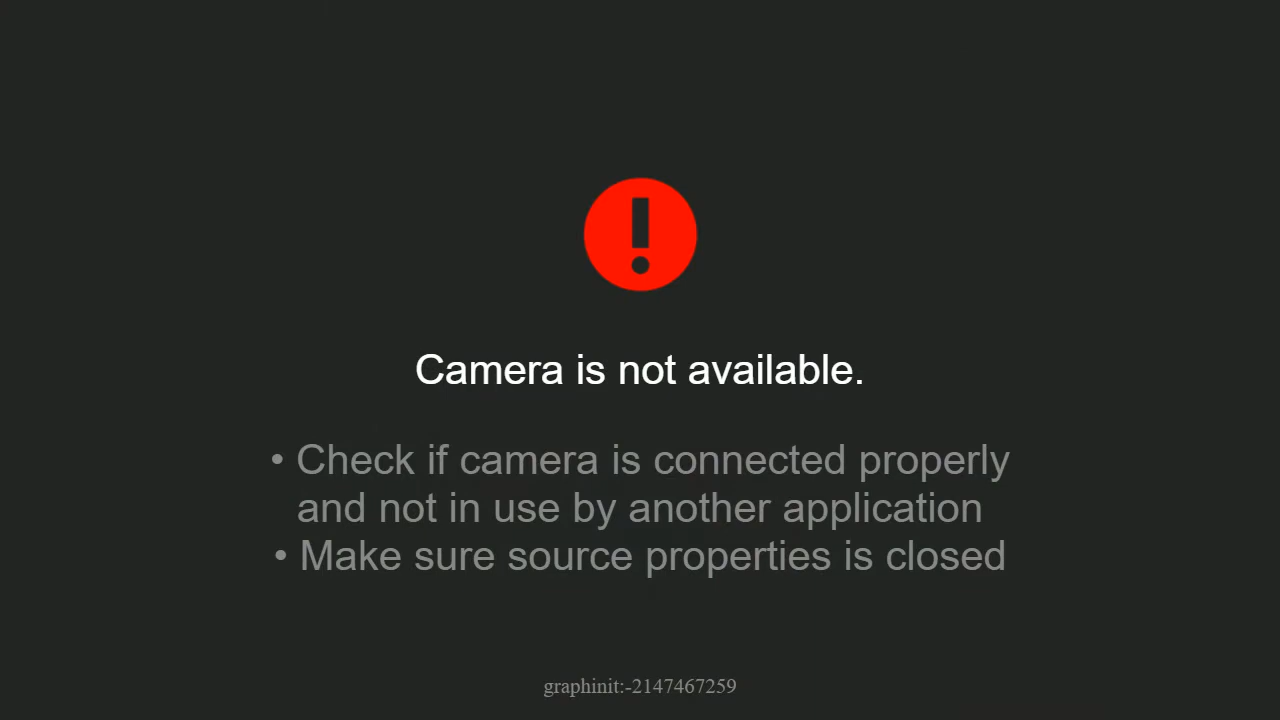 Camera is not available.
• Check if camera is connected properly
and not in use by another application
• Make sure source properties is closed
graphinit:-2147467259